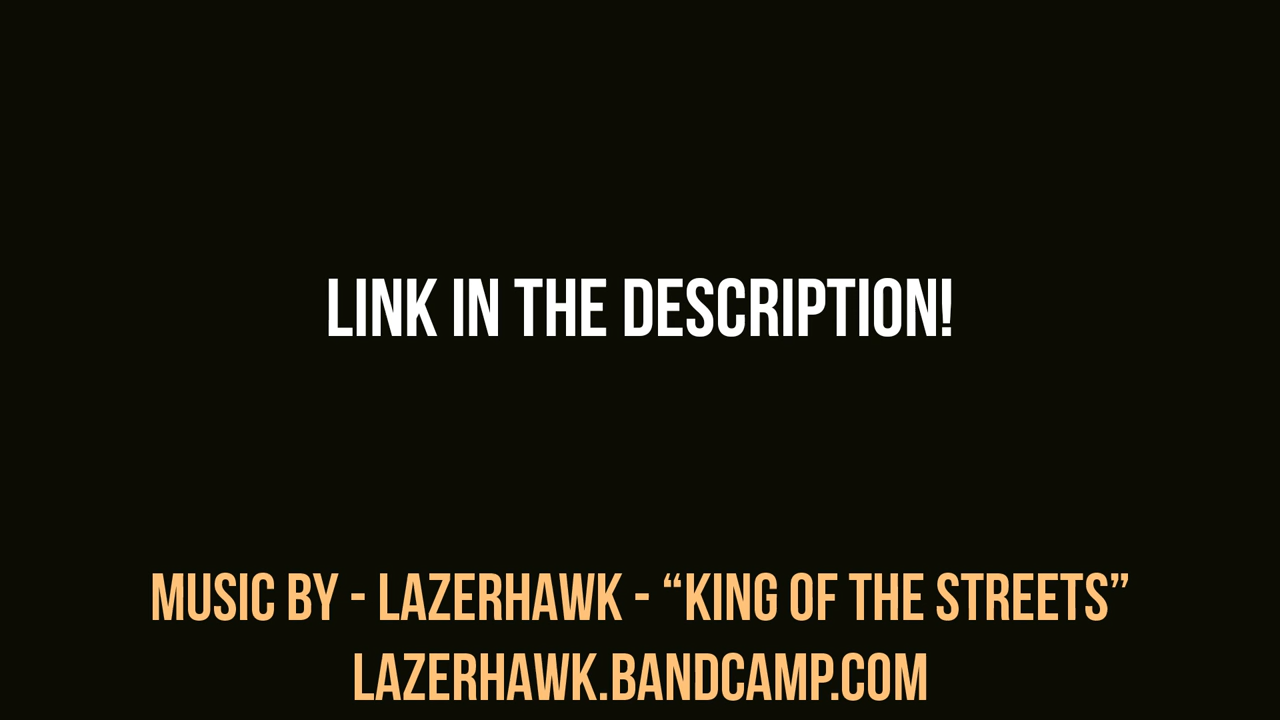 LINK IN THE DESCRIPTION!
MUSIC BY - LAZERHAWK - “KING OF THE STREETS”
LAZERHAWK.BANDCAMP.COM